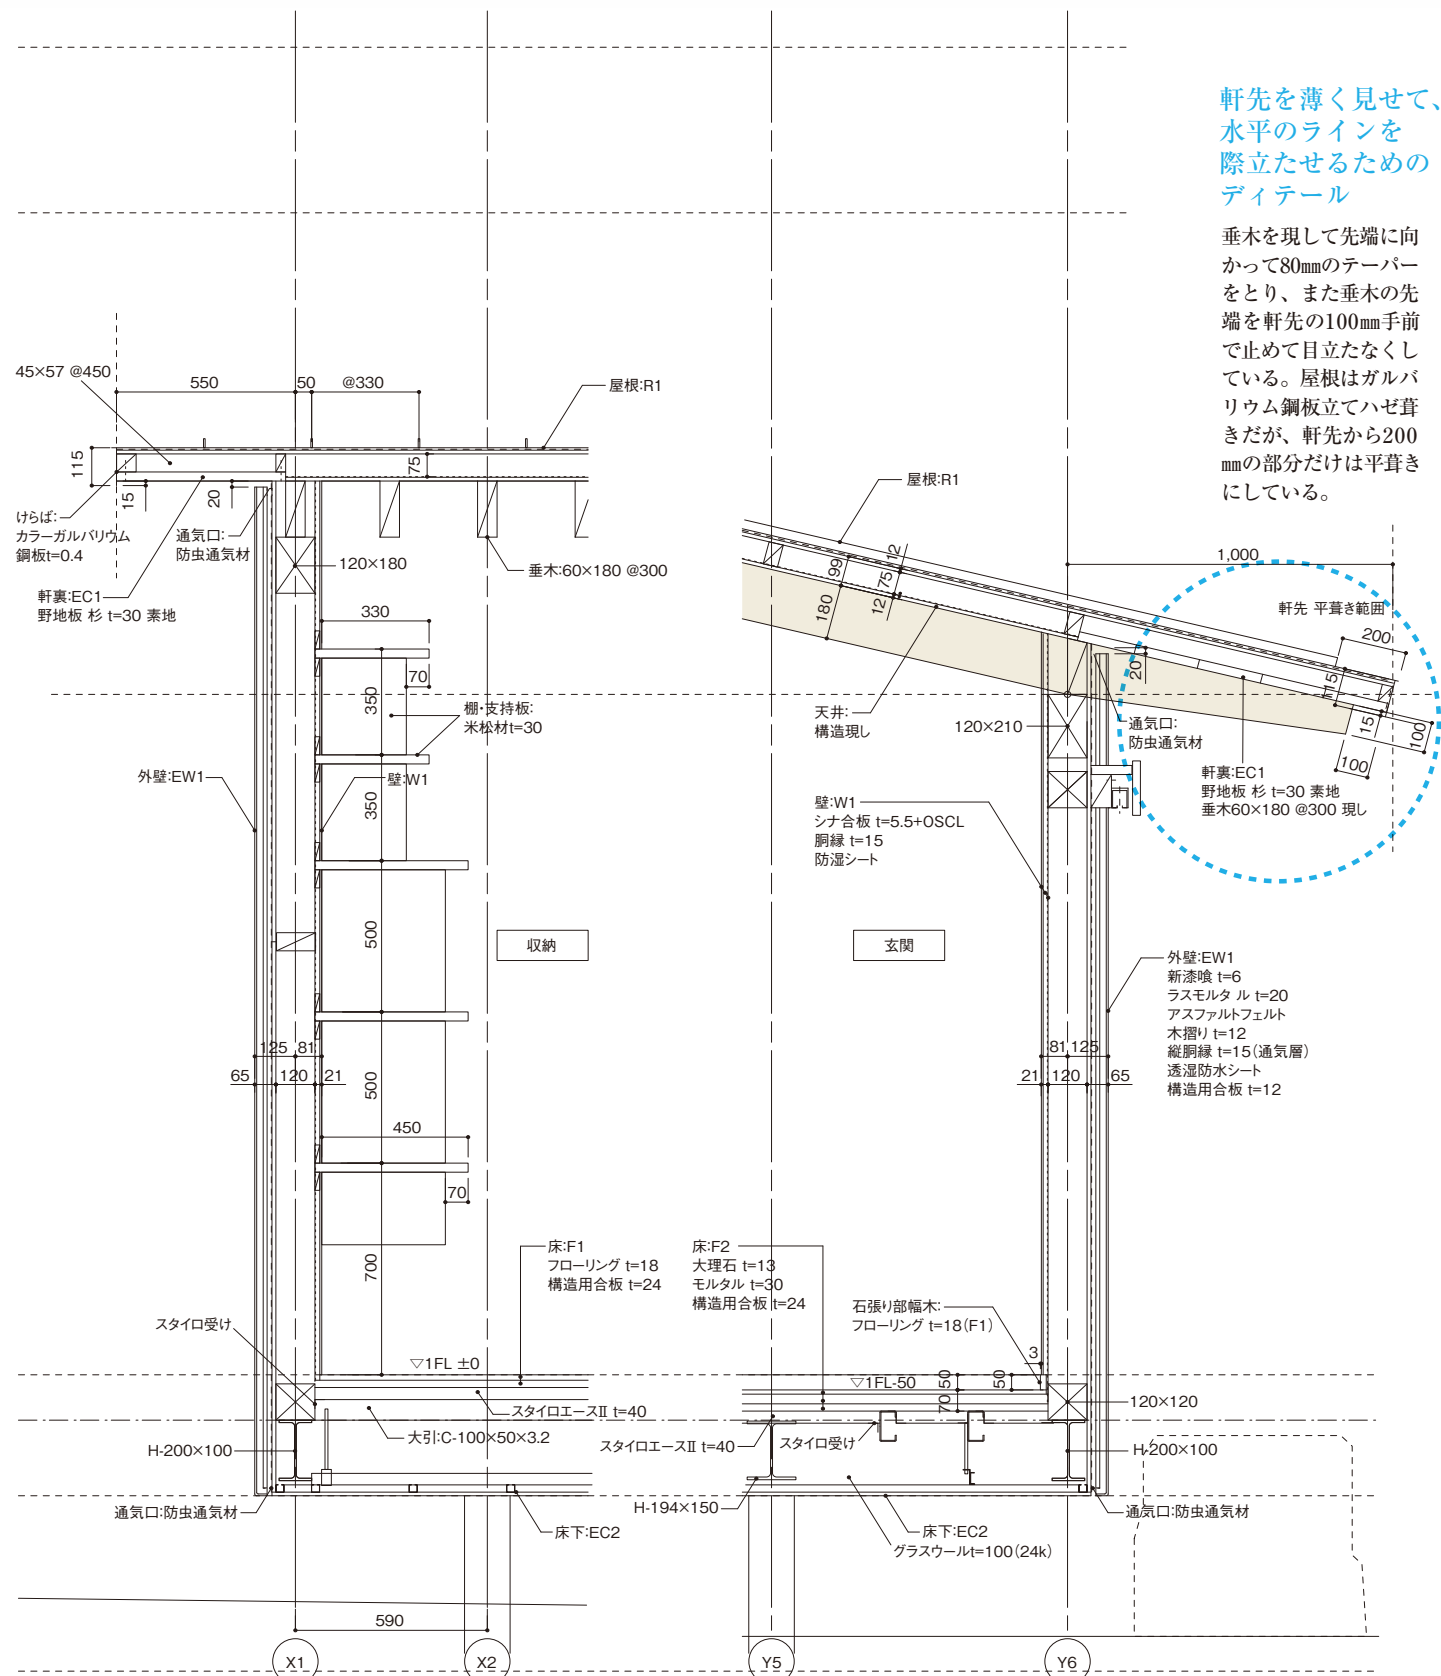 軒先を薄く見せて、
水平のラインを
際立たせるための
ディテール
垂木を現して先端に向
かって80㎜のテーパー
をとり、また垂木の先
端を軒先の100㎜手前
で止めて目立たなくし
ている。屋根はガルバ
リウム鋼板立てハゼ葺
きだが、軒先から200
㎜の部分だけは平葺き
にしている。
45×57 @450
550
50
@330
屋根:R1
115
15
20
75
けらば:
カラーガルバリウム
鋼板t=0.4
通気口:
防虫通気材
120×180
垂木:60×180 @300
軒裏:EC1
野地板 杉 t=30 素地
330
70
350
棚・支持板:
米松材t=30
外壁:EW1
壁:W1
350
500
収納
125
81
65
120
21
500
450
70
700
床:F1
フローリング t=18
構造用合板 t=24
スタイロ受け
▽1FL ±0
スタイロエースⅡ t=40
大引:C-100×50×3.2
H-200×100
通気口:防虫通気材
床下:EC2
590
X1
X2
屋根:R1
12
99
75
12
180
1,000
軒先 平葺き範囲
200
20
115
15
100
100
天井:
構造現し
120×210
通気口:
防虫通気材
軒裏:EC1
野地板 杉 t=30 素地
垂木60×180 @300 現し
壁:W1
シナ合板 t=5.5+OSCL
胴縁 t=15
防湿シート
玄関
外壁:EW1
新漆喰 t=6
ラスモルタル t=20
アスファルトフェルト
木摺り t=12
縦胴縁 t=15(通気層)
透湿防水シート
構造用合板 t=12
81
125
21
120
65
床:F2
大理石 t=13
モルタル t=30
構造用合板 t=24
石張り部幅木:
フローリング t=18(F1)
3
▽1FL-50
50
50
70
120×120
スタイロエースⅡ t=40
スタイロ受け
H-200×100
H-194×150
通気口:防虫通気材
床下:EC2
グラスウールt=100(24k)
Y5
Y6